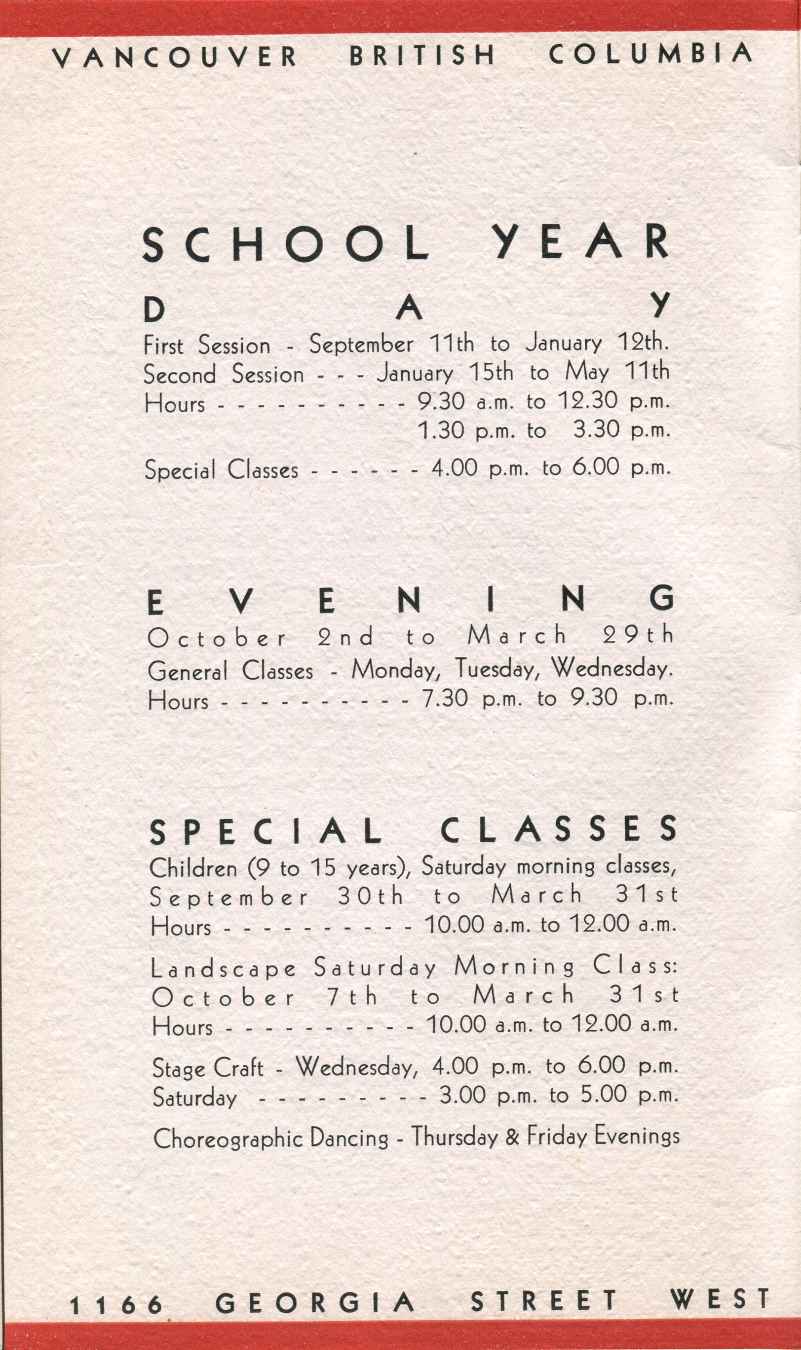 VANCOUVER BRITISH COLUMBIA
SCHOOL YEAR
DAY
First Session - September 11th to January 12th.
Second Session - - - January 15th to May 11th
Hours - - - - - - - - - - 9.30 a.m. to 12.30 p.m.
1.30 p.m. to 3.30 p.m.
Special Classes - - - - - - 4.00 p.m. to 6.00 p.m.
EVENING
October 2nd to March 29th
General Classes - Monday, Tuesday, Wednesday.
Hours - - - - - - - - - - 7.30 p.m. to 9.30 p.m.
SPECIAL CLASSES
Children (9 to 15 years), Saturday morning classes,
September 30th to March 31st
Hours - - - - - - - - - - 10.00 a.m. to 12.00 a.m.
Landscape Saturday Morning Class:
October 7th to March 31st
Hours - - - - - - - - - - 10.00 a.m. to 12.00 a.m.
Stage Craft - Wednesday, 4.00 p.m. to 6.00 p.m.
Saturday - - - - - - - - - 3.00 p.m. to 5.00 p.m.
Choreographic Dancing - Thursday & Friday Evenings
1166 GEORGIA STREET WEST